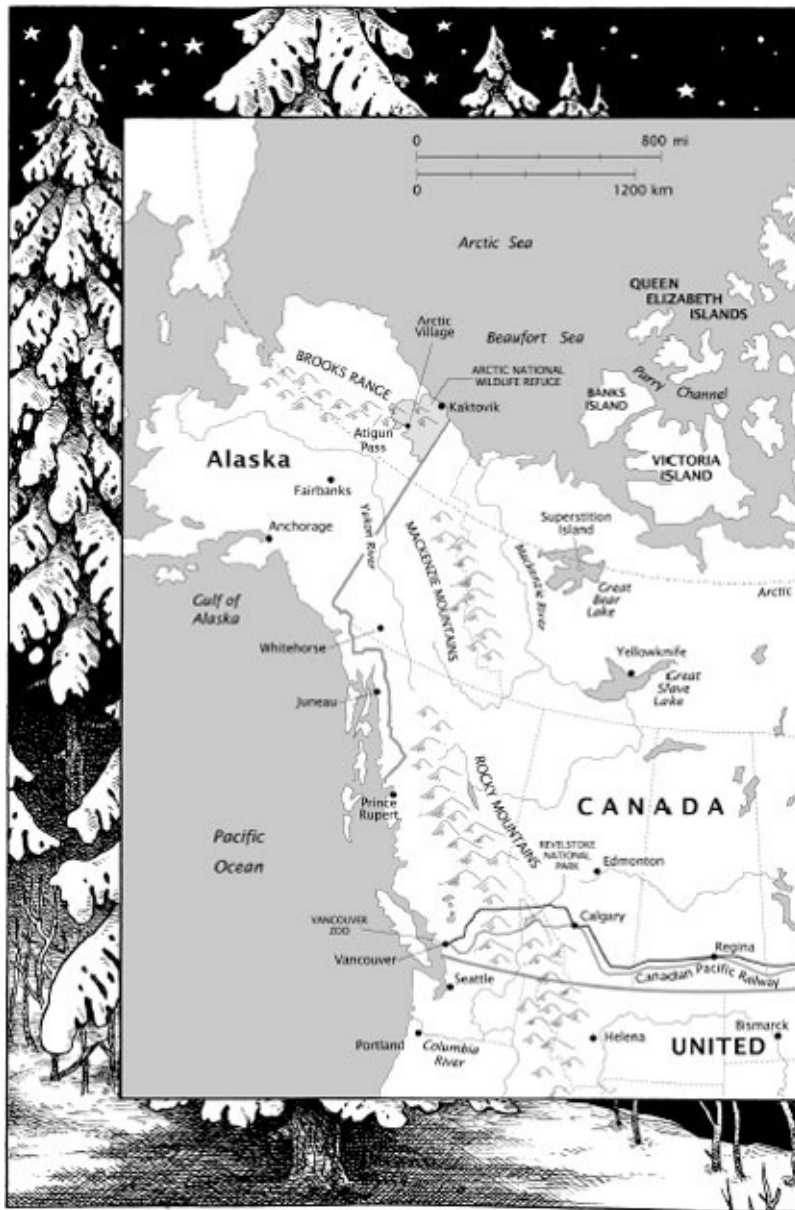 0 800 mi
0 1200 km
Arctic Sea
QUEEN
ELIZABETH
ISLANDS
Arctic
Village
Beaufort Sea
BROOKS RANGE
ARCTIC NATIONAL
WILDLIFE REFUGE
Parry Channel
BANKS
ISLAND
Kaktovik
Atigun
Pass
Alaska
VICTORIA
ISLAND
Fairbanks
Yukon River
Superstition
Island
Anchorage
MACKENZIE MOUNTAINS
Mackenzie River
Great
Bear
Lake
Arctic
Gulf of
Alaska
Whitehorse
Yellowknife
Great
Slave
Lake
Juneau
ROCKY MOUNTAINS
Prince
Rupert
CANADA
Pacific
Ocean
REVELSTOKE
NATIONAL
PARK
Edmonton
VANCOUVER
ZOO
Calgary
Vancouver
Regina
Canadian Pacific Railway
Seattle
Portland
Columbia
River
Helena
UNITED
Bismarck